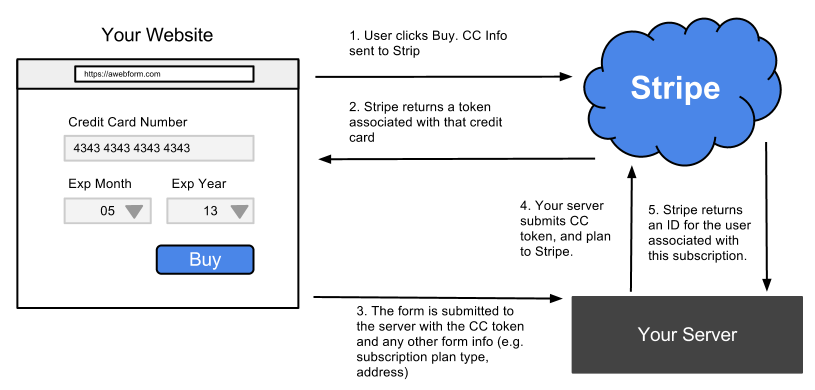 Your Website
https://awebform.com
Credit Card Number
4343 4343 4343 4343
Exp Month
Exp Year
05
13
Buy
1. User clicks Buy. CC Info
sent to Strip
2. Stripe returns a token
associated with that credit
card
Stripe
3. The form is submitted to
the server with the CC token
and any other form info (e.g.
subscription plan type,
address)
4. Your server
submits CC
token, and plan
to Stripe.
5. Stripe returns
an ID for the user
associated with
this subscription.
Your Server